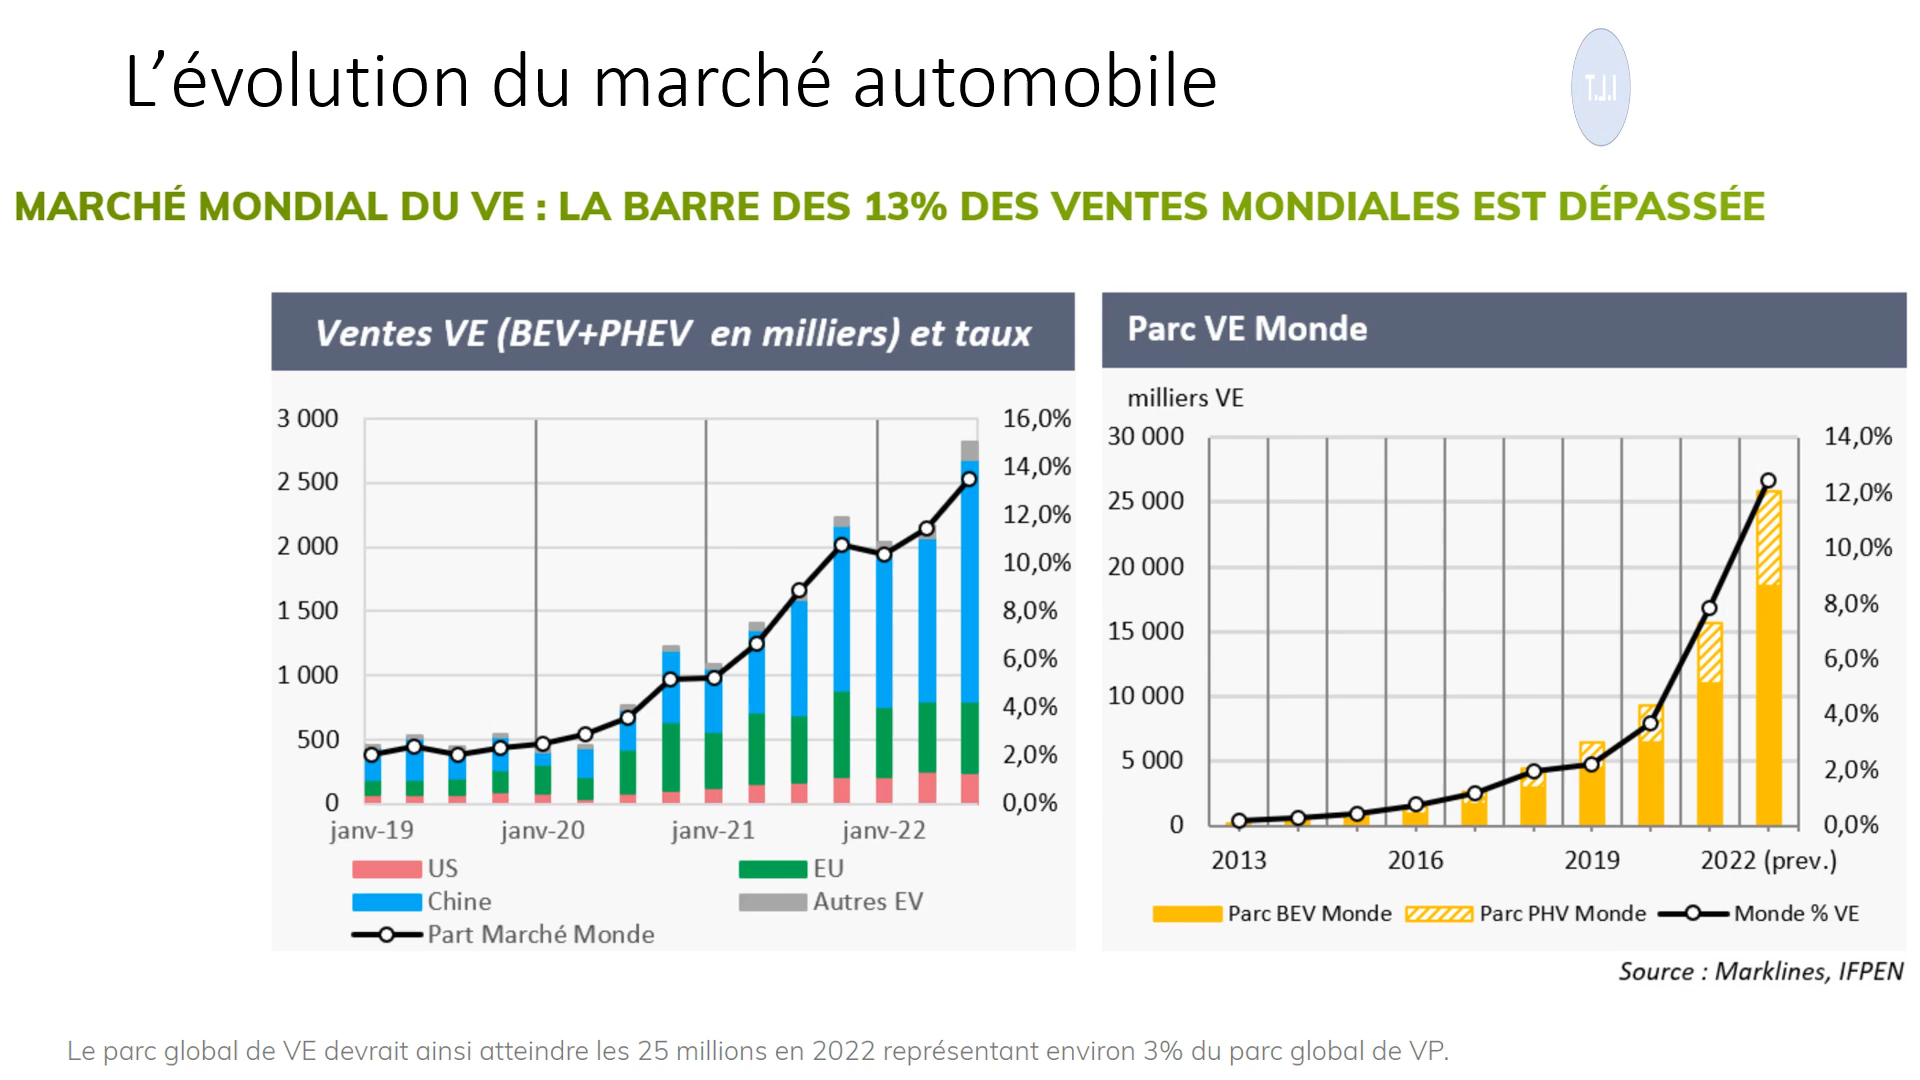 L’évolution du marché automobile
T.J.I
MARCHÉ MONDIAL DU VE : LA BARRE DES 13% DES VENTES MONDIALES EST DÉPASSÉE
Ventes VE (BEV+PHEV en milliers) et taux
3 000
2 500
2 000
1 500
1 000
500
0
16,0%
14,0%
12,0%
10,0%
8,0%
6,0%
4,0%
2,0%
0,0%
janv-19 janv-20 janv-21 janv-22
US EU
Chine Autres EV
Part Marché Monde
Parc VE Monde
milliers VE
30 000
25 000
20 000
15 000
10 000
5 000
0
14,0%
12,0%
10,0%
8,0%
6,0%
4,0%
2,0%
0,0%
2013 2016 2019 2022 (prev.)
Parc BEV Monde Parc PHV Monde Monde % VE
Source : Marklines, IFPEN
Le parc global de VE devrait ainsi atteindre les 25 millions en 2022 représentant environ 3% du parc global de VP.